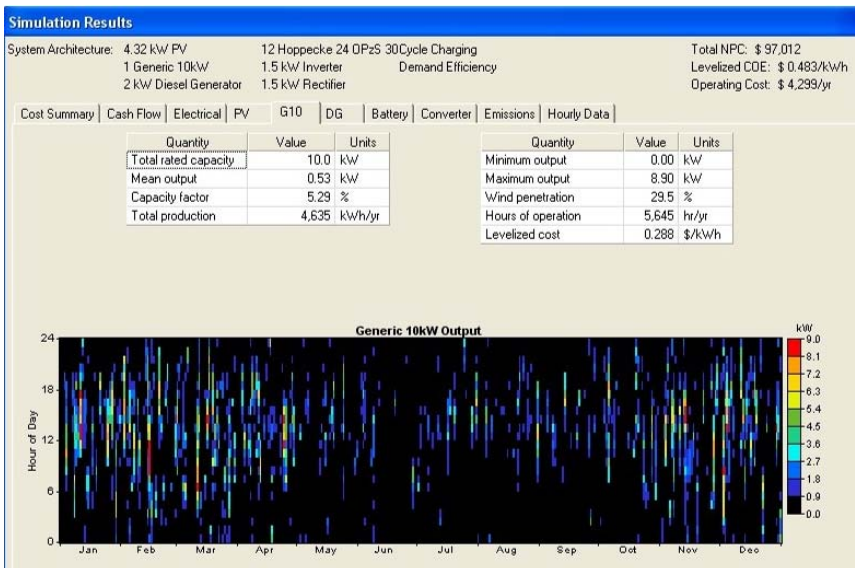 Simulation Results
System Architecture: 4.32 kW PV 12 Hoppecke 24 OPzS 30Cycle Charging Total NPC: $ 97,012
1 Generic 10kW 1.5 kW Inverter Demand Efficiency Levelized COE: $ 0.483/kWh
2 kW Diesel Generator 1.5 kW Rectifier Operating Cost: $ 4,299/yr
Cost Summary Cash Flow Electrical PV G10 DG Battery Converter Emissions Hourly Data
Quantity Value Units
Total rated capacity 10.0 kW
Mean output 0.53 kW
Capacity factor 5.29 %
Total production 4,635 kWh/yr
Quantity Value Units
Minimum output 0.00 kW
Maximum output 8.90 kW
Wind penetration 29.5 %
Hours of operation 5,645 hr/yr
Levelized cost 0.288 $/kWh
Generic 10kW Output
Hour of Day
24
18
12
6
0
Jan Feb Mar Apr May Jun Jul Aug Sep Oct Nov Dec
kW
9.0
8.1
7.2
6.3
5.4
4.5
3.6
2.7
1.8
0.9
0.0